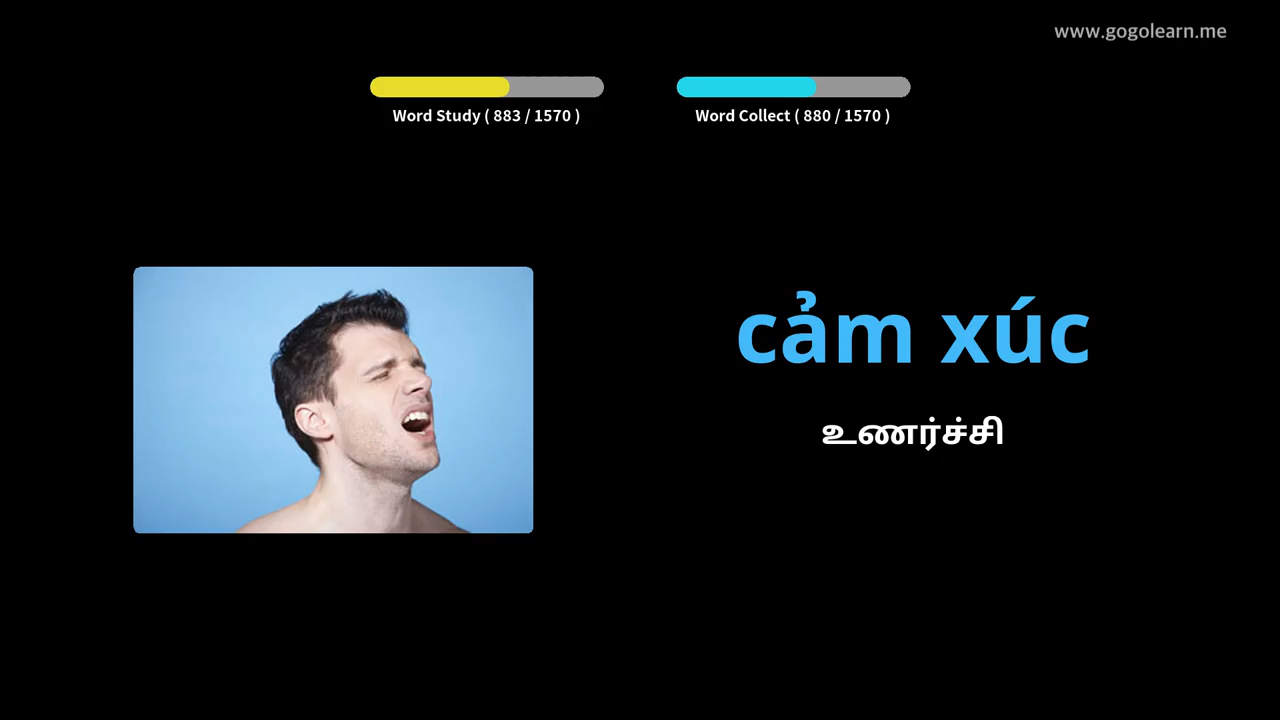 www.gogolearn.me
Word Study ( 883 / 1570 )
Word Collect ( 880 / 1570 )
cảm xúc
உணர்ச்சி